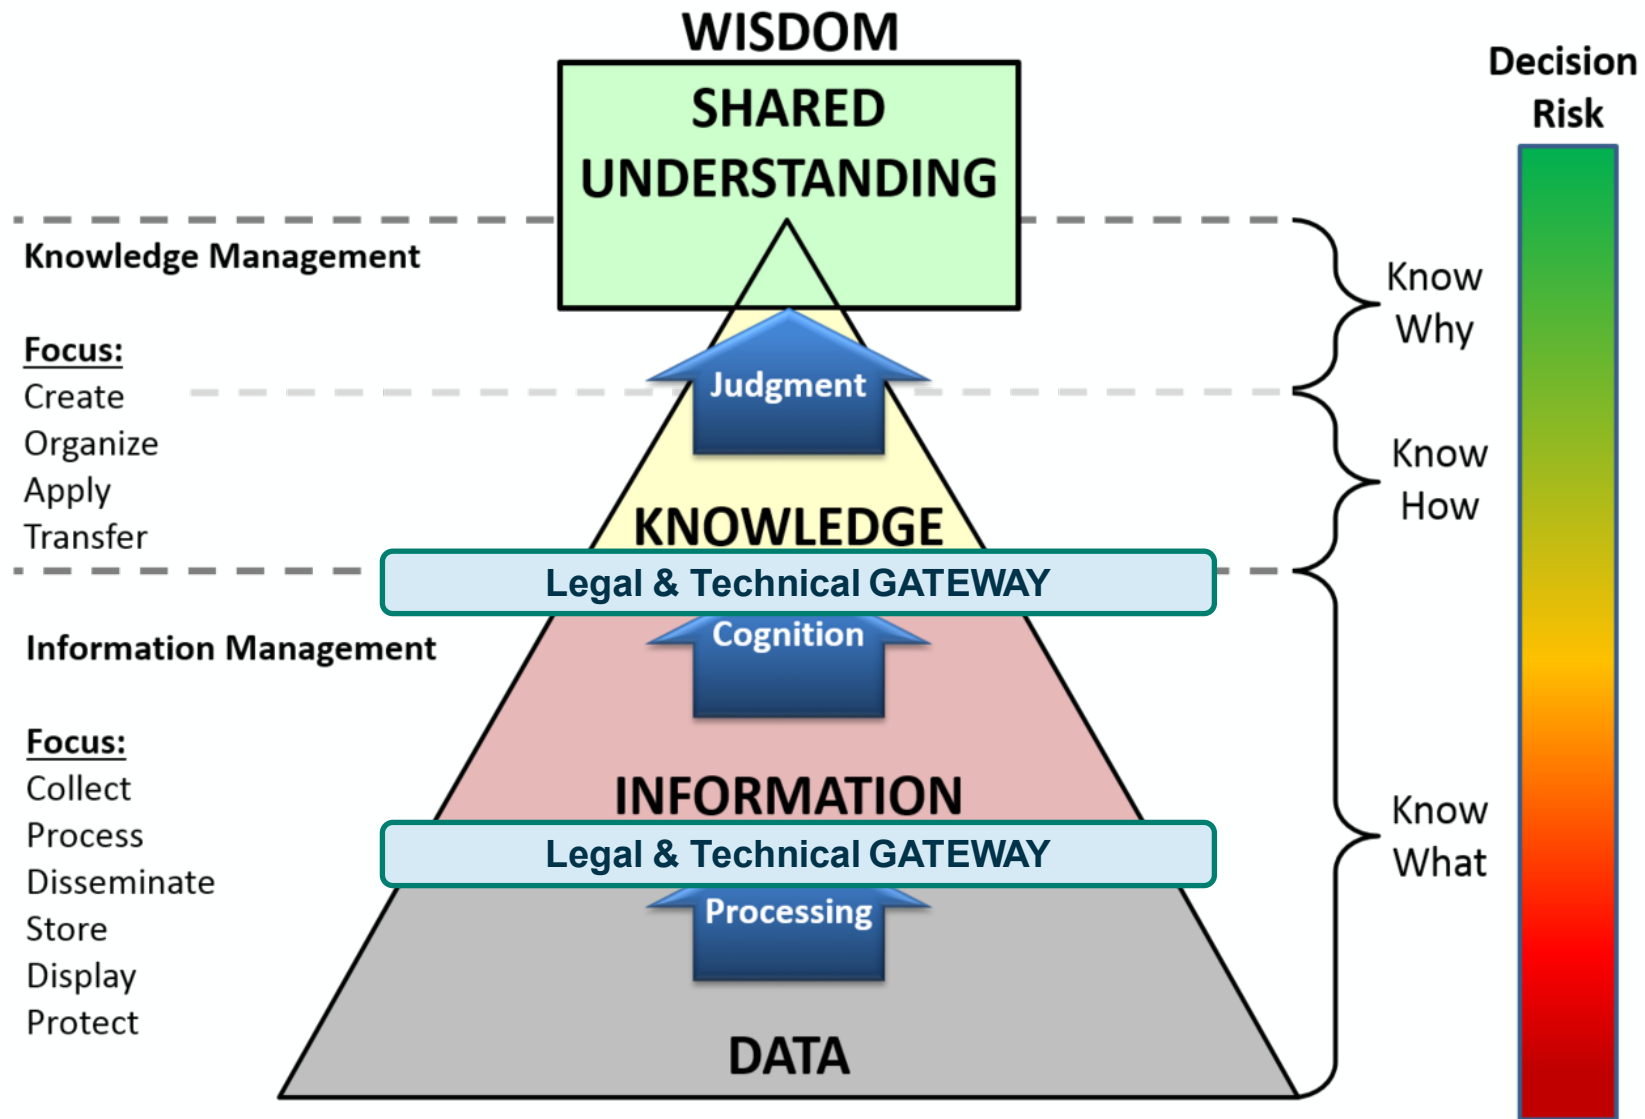 WISDOM
SHARED
UNDERSTANDING
Decision
Risk
Knowledge Management
Focus:
Create
Organize
Apply
Transfer
Know
Why
Judgment
Know
How
KNOWLEDGE
Legal & Technical GATEWAY
Cognition
Information Management
Focus:
Collect
Process
Disseminate
Store
Display
Protect
INFORMATION
Know
What
Legal & Technical GATEWAY
Processing
DATA